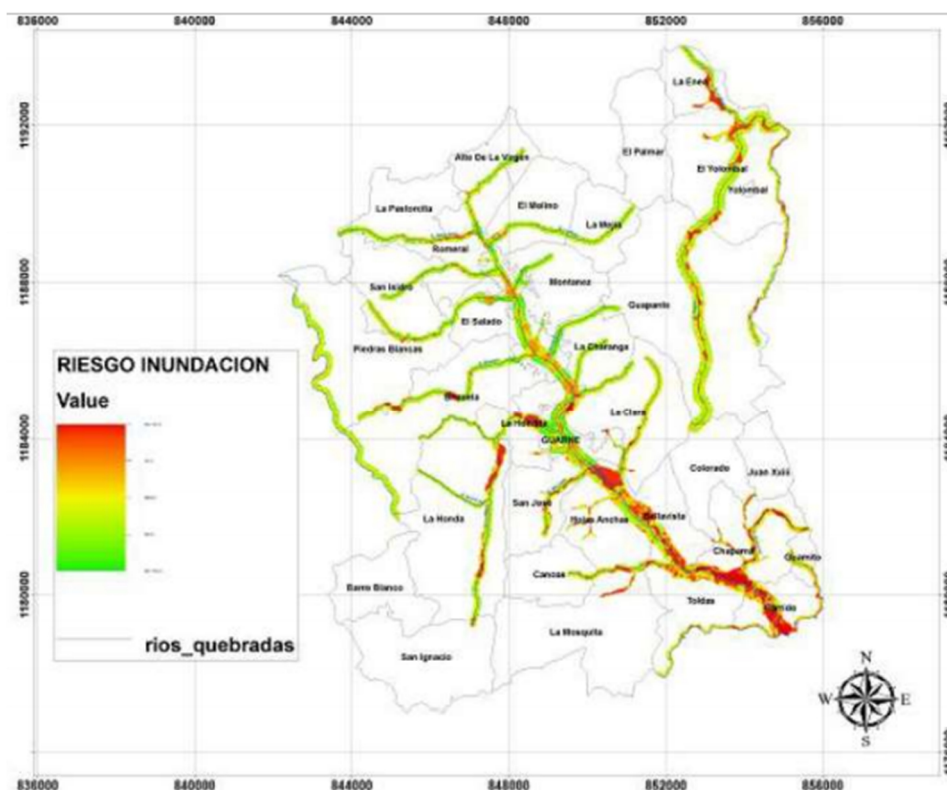 836000 840000 844000 848000 852000 856000
La Enea
1192000
El Palmar
Alto De La Virgen
El Yolombal
Yolombal
La Pastorcita
El Molino
La Mejia
Romeral
1188000
San Isidro
Montanez
Guapante
El Salado
Piedras Blancas
La Charanga
RIESGO INUNDACION
Value
La Clara
1184000
GUARNE
Colorado
Juan Xxiii
San Jose
La Honda
Hojas Anchas
Bellavista
Chaparral
Guamito
Canoas
1180000
Barro Blanco
Toldas
Garrido
rios_quebradas
La Mosquita
San Ignacio
N
W E
S
836000 840000 844000 848000 852000 856000